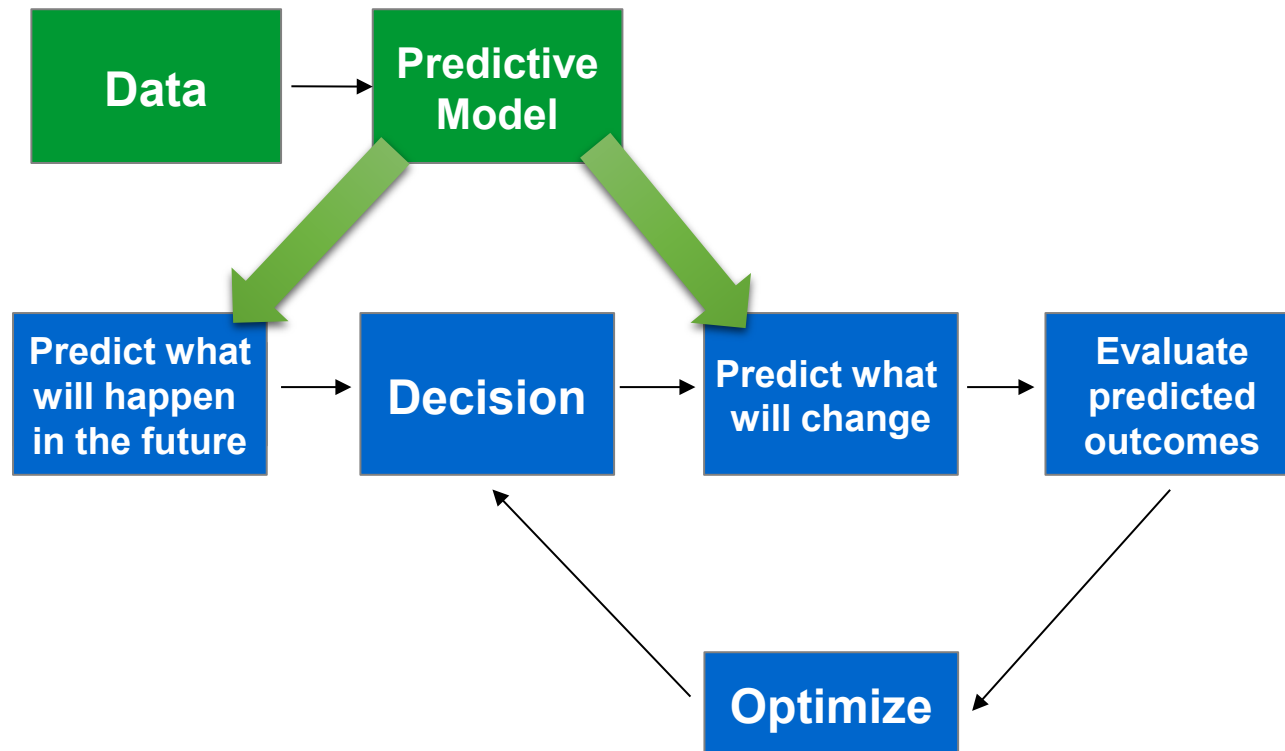 Data
Predictive
Model
Predict what
will happen
in the future
Decision
Predict what
will change
Evaluate
predicted
outcomes
Optimize